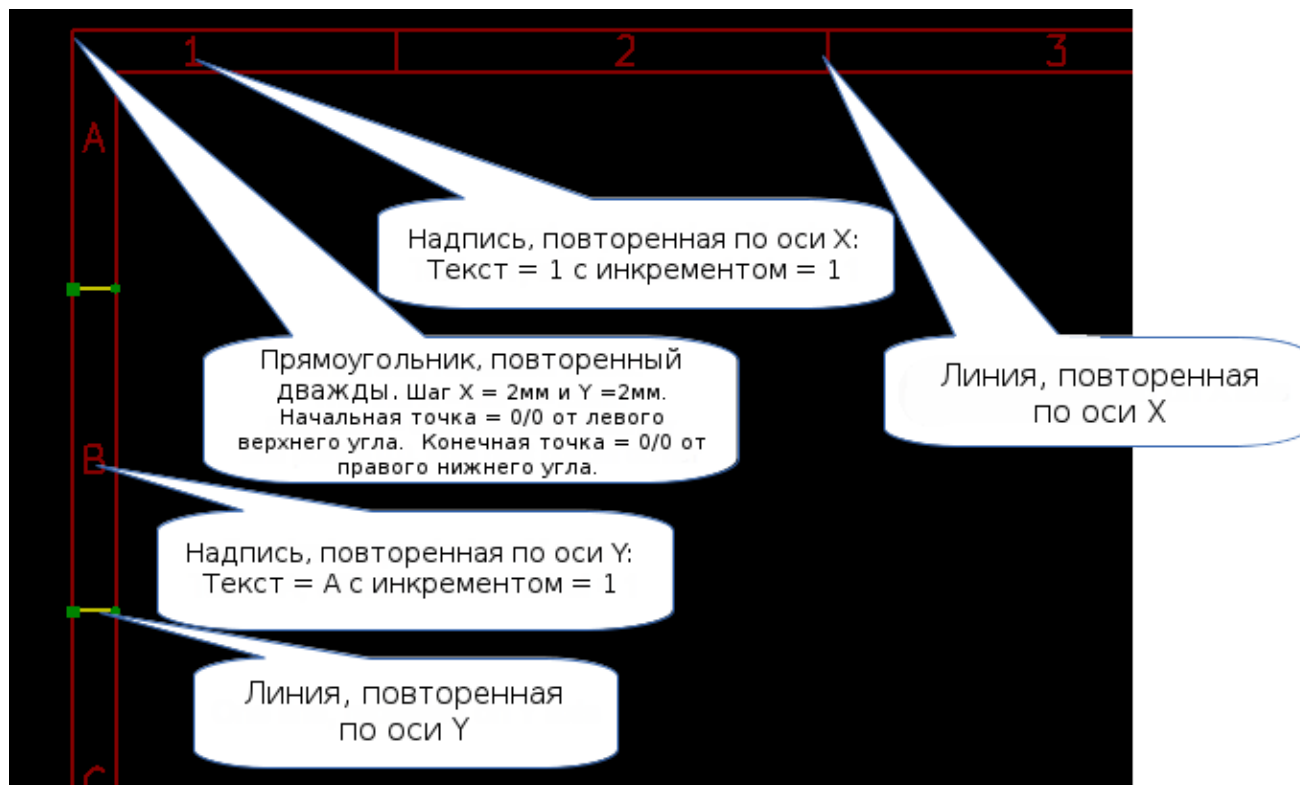 1 2 3
A
Надпись, повторенная по оси X:
Текст = 1 с инкрементом = 1
Прямоугольник, повторенный
дважды. Шаг X = 2мм и Y =2мм.
Начальная точка = 0/0 от левого
верхнего угла. Конечная точка = 0/0 от
правого нижнего угла.
Линия, повторенная
по оси X
B
Надпись, повторенная по оси Y:
Текст = A с инкрементом = 1
Линия, повторенная
по оси Y
C